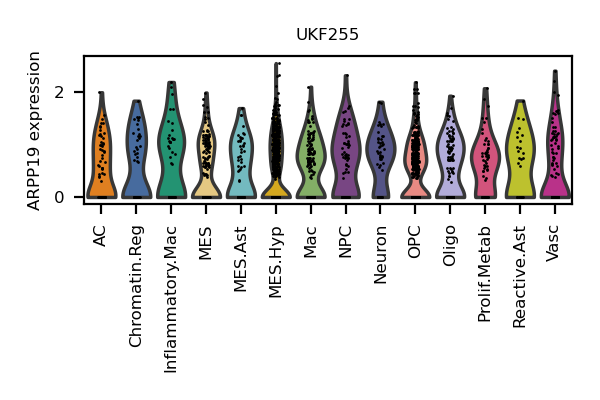 UKF255
ARPP19 expression
2
0
AC
Chromatin.Reg
Inflammatory.Mac
MES
MES.Ast
MES.Hyp
Mac
NPC
Neuron
OPC
Oligo
Prolif.Metab
Reactive.Ast
Vasc